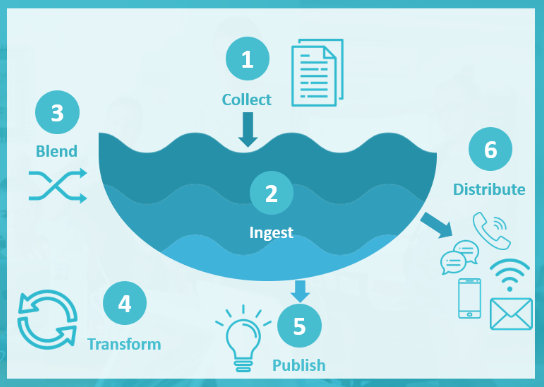 1
Collect
2
Ingest
3
Blend
4
Transform
5
Publish
6
Distribute